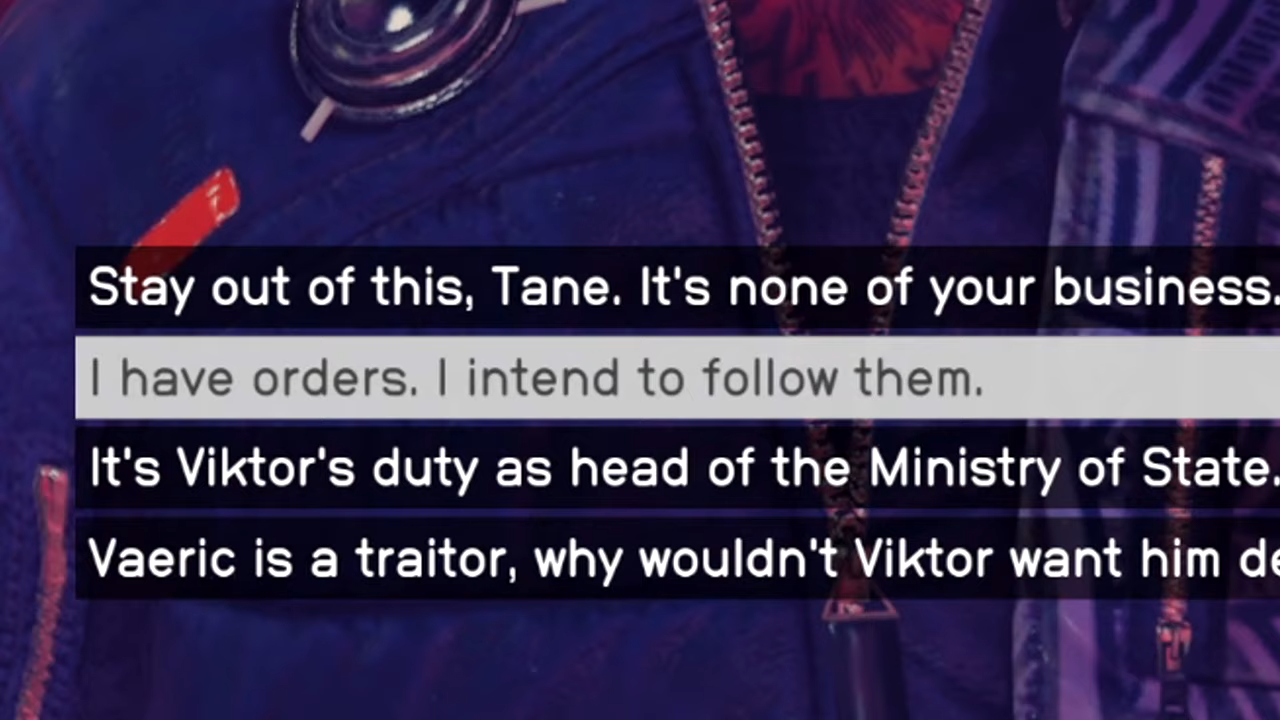 Stay out of this, Tane. It's none of your business.
I have orders. I intend to follow them.
It's Viktor's duty as head of the Ministry of State.
Vaeric is a traitor, why wouldn't Viktor want him